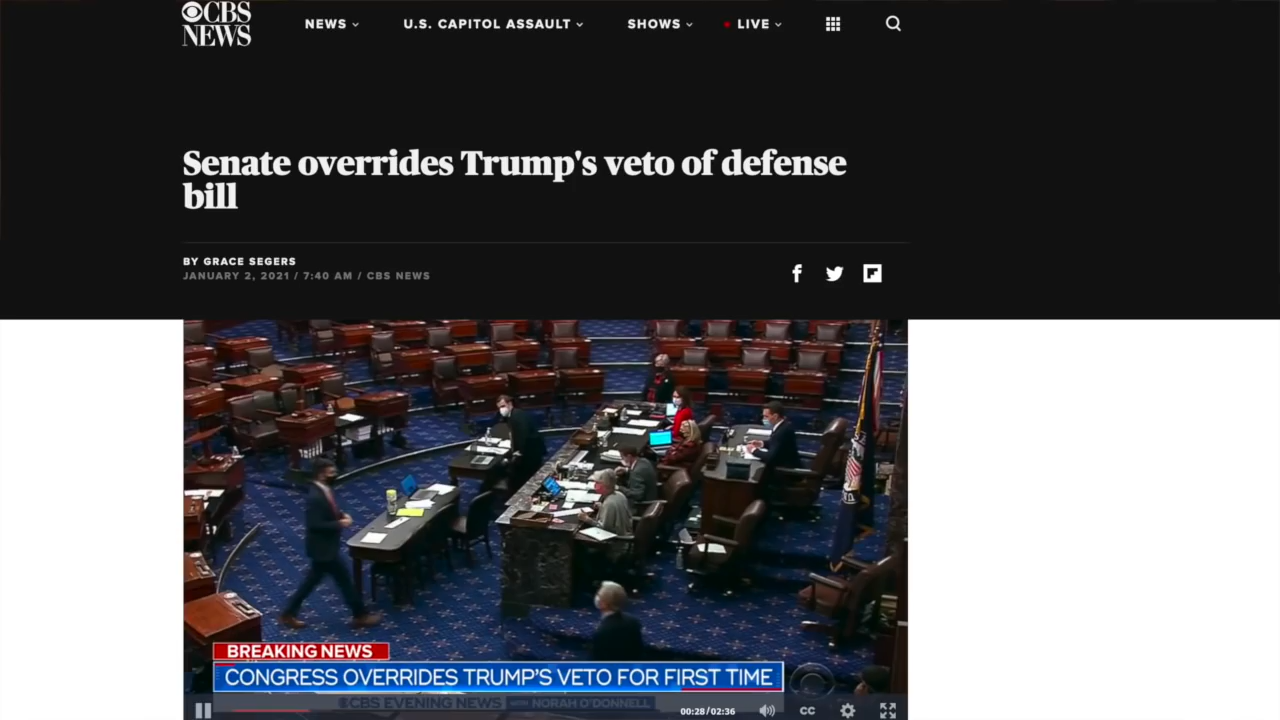 CBS
NEWS
NEWS
U.S. CAPITOL ASSAULT
SHOWS
LIVE
Senate overrides Trump's veto of defense
bill
BY GRACE SEGERS
JANUARY 2, 2021 / 7:40 AM / CBS NEWS
BREAKING NEWS
CONGRESS OVERRIDES TRUMP'S VETO FOR FIRST TIME
CBS EVENING NEWS WITH NORAH O'DONNELL
00:28/02:36
CC